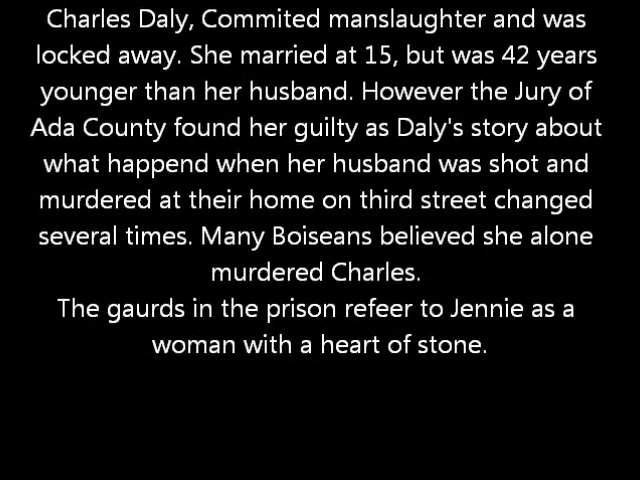 Charles Daly, Commited manslaughter and was
locked away. She married at 15, but was 42 years
younger than her husband. However the Jury of
Ada County found her guilty as Daly's story about
what happend when her husband was shot and
murdered at their home on third street changed
several times. Many Boiseans believed she alone
murdered Charles.
The gaurds in the prison refeer to Jennie as a
woman with a heart of stone.